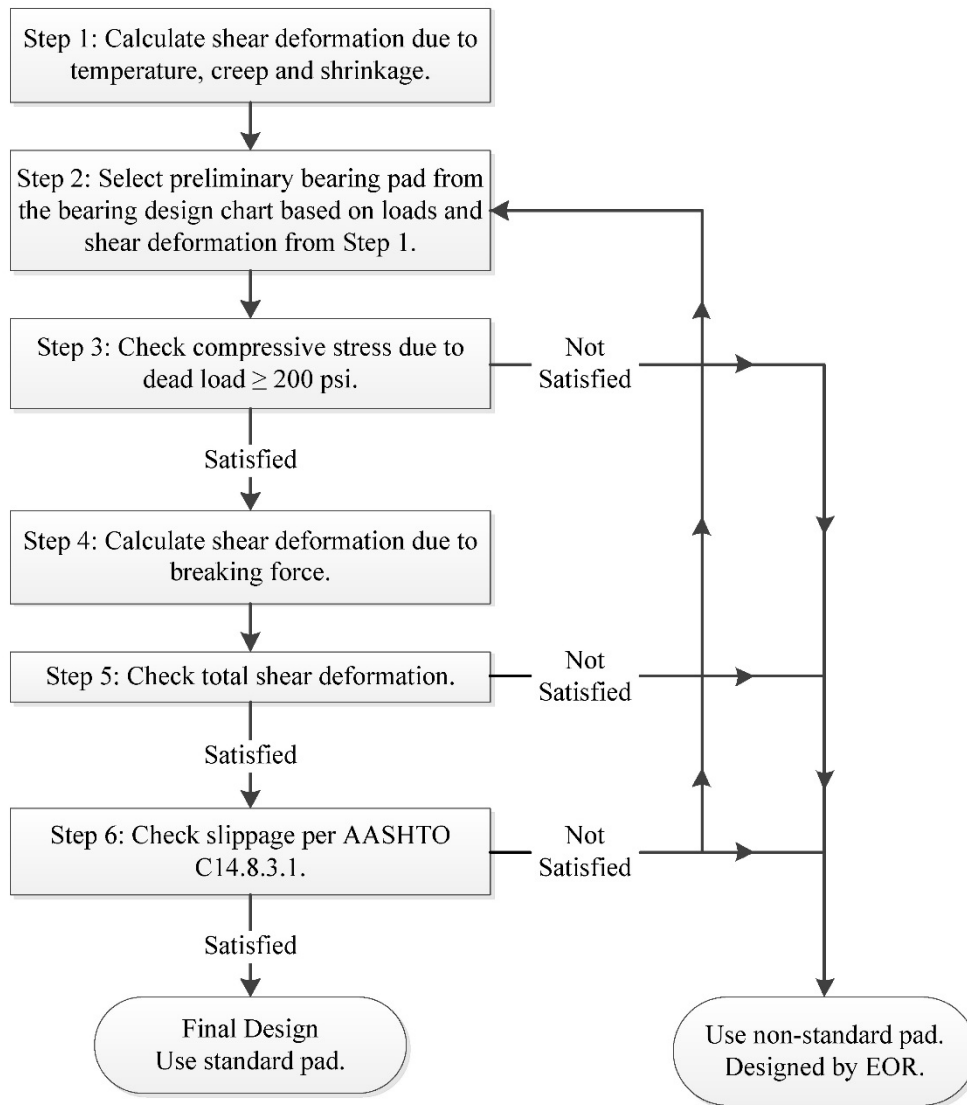 Step 1: Calculate shear deformation due to
temperature, creep and shrinkage.
Step 2: Select preliminary bearing pad from
the bearing design chart based on loads and
shear deformation from Step 1.
Step 3: Check compressive stress due to
dead load ≥ 200 psi.
Not
Satisfied
Satisfied
Step 4: Calculate shear deformation due to
breaking force.
Step 5: Check total shear deformation.
Not
Satisfied
Satisfied
Step 6: Check slippage per AASHTO
C14.8.3.1.
Not
Satisfied
Satisfied
Final Design
Use standard pad.
Use non-standard pad.
Designed by EOR.